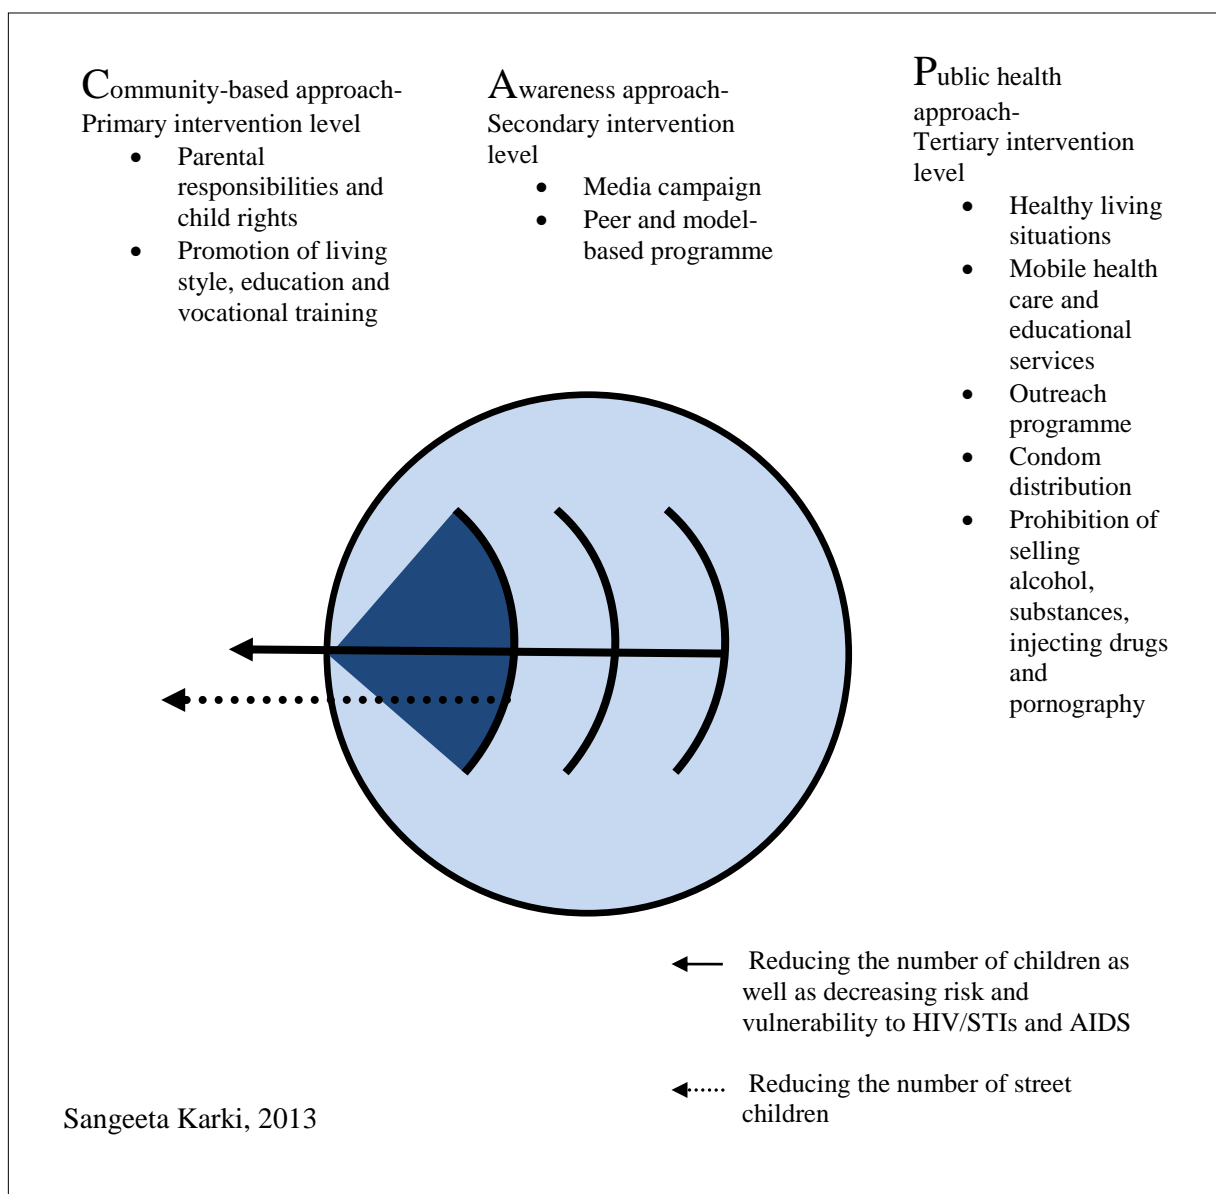 Community-based approach-
Primary intervention level
• Parental
responsibilities and
child rights
• Promotion of living
style, education and
vocational training
Awareness approach-
Secondary intervention
level
• Media campaign
• Peer and model-
based programme
Public health
approach-
Tertiary intervention
level
• Healthy living
situations
• Mobile health
care and
educational
services
• Outreach
programme
• Condom
distribution
• Prohibition of
selling
alcohol,
substances,
injecting drugs
and
pornography
Reducing the number of children as
well as decreasing risk and
vulnerability to HIV/STIs and AIDS
Reducing the number of street
children
Sangeeta Karki, 2013